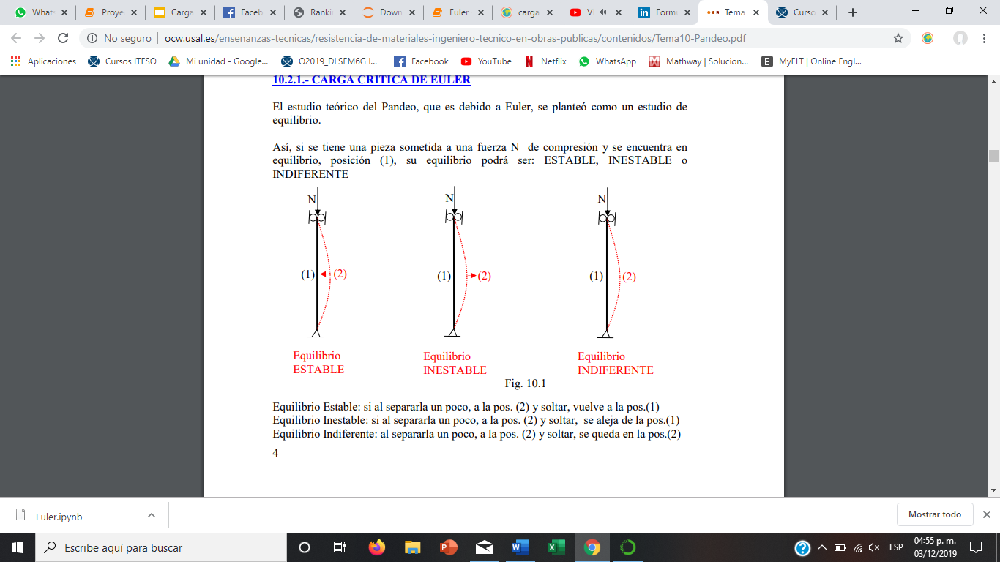 Whats
Proye
Carga
Faceb
Ranki
Down
Euler
carga
V
Form
Tema
Curso
No seguro
ocw.usal.es/ensenanzas-tecnicas/resistencia-de-materiales-ingeniero-tecnico-en-obras-publicas/contenidos/Tema10-Pandeo.pdf
Aplicaciones
Cursos ITESO
Mi unidad - Google...
O2019_DLSEM6G I...
Facebook
YouTube
Netflix
WhatsApp
Mathway | Solucion...
MyELT | Online Engl...
10.2.1.- CARGA CRITICA DE EULER
El estudio teórico del Pandeo, que es debido a Euler, se planteó como un estudio de
equilibrio.
Así, si se tiene una pieza sometida a una fuerza N de compresión y se encuentra en
equilibrio, posición (1), su equilibrio podrá ser: ESTABLE, INESTABLE o
INDIFERENTE
N
N
N
(1)
(2)
(1)
(2)
(1)
(2)
Equilibrio
ESTABLE
Equilibrio
INESTABLE
Equilibrio
INDIFERENTE
Fig. 10.1
Equilibrio Estable: si al separarla un poco, a la pos. (2) y soltar, vuelve a la pos.(1)
Equilibrio Inestable: si al separarla un poco, a la pos. (2) y soltar, se aleja de la pos.(1)
Equilibrio Indiferente: al separarla un poco, a la pos. (2) y soltar, se queda en la pos.(2)
4
Euler.ipynb
Mostrar todo
Escribe aquí para buscar
ESP
04:55 p. m.
03/12/2019